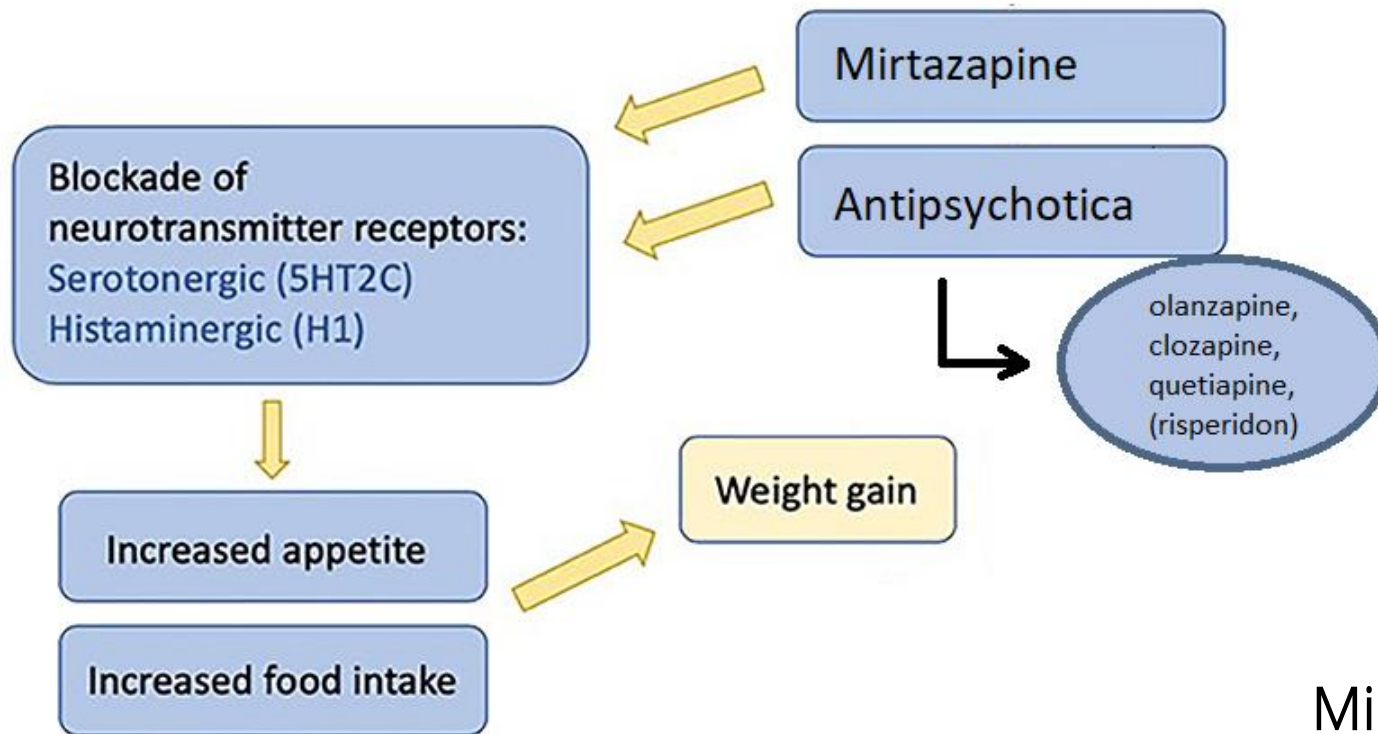 Mirtazapine
Antipsychotica
Blockade of
neurotransmitter receptors:
Serotonergic (5HT2C)
Histaminergic (H1)
olanzapine,
clozapine,
quetiapine,
(risperidon)
Weight gain
Increased appetite
Increased food intake
Mi